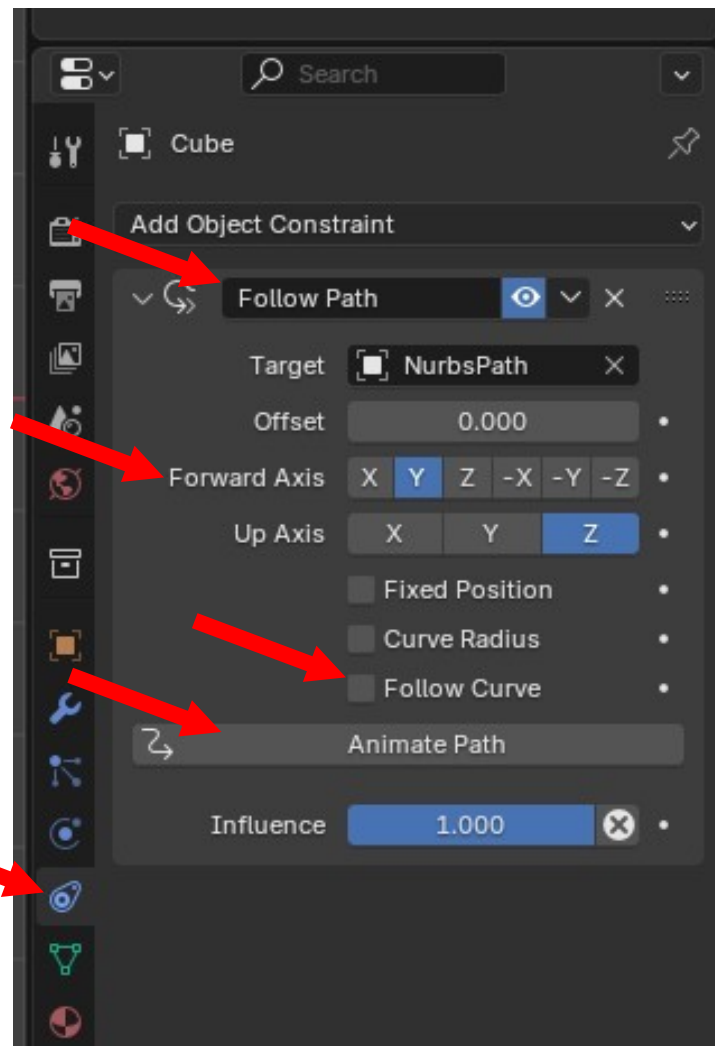 Search
Cube
Add Object Constraint
Follow Path
Target NurbsPath
Offset 0.000
Forward Axis X Y Z -X -Y -Z
Up Axis X Y Z
Fixed Position
Curve Radius
Follow Curve
Animate Path
Influence 1.000